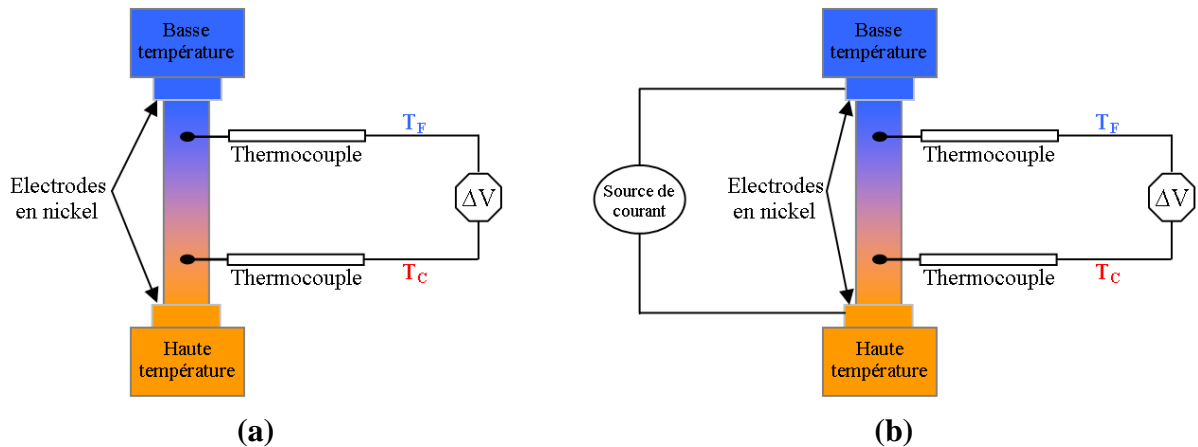 Basse
température
T_F
Thermocouple
Electrodes
en nickel
ΔV
Thermocouple
T_C
Haute
température
(a)
Basse
température
T_F
Thermocouple
Source de
courant
Electrodes
en nickel
ΔV
Thermocouple
T_C
Haute
température
(b)